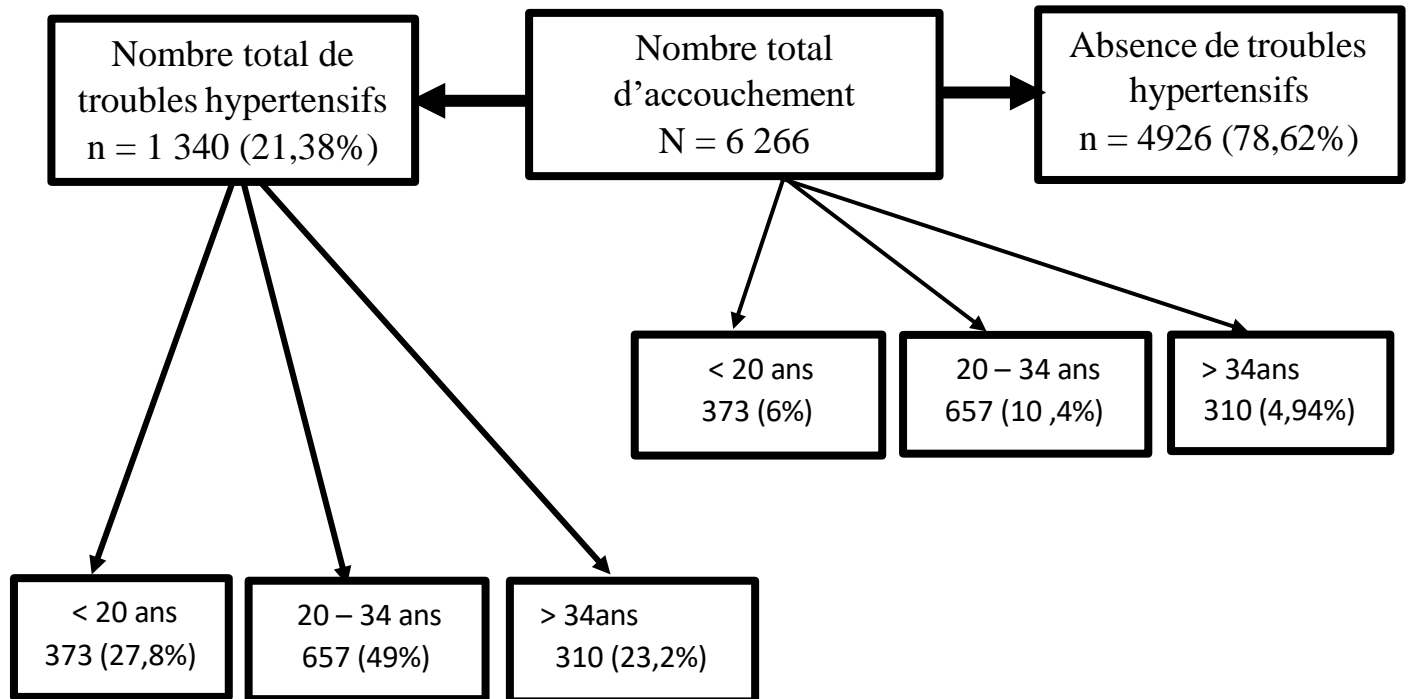 Nombre total de
troubles hypertensifs
n = 1 340 (21,38%)
Nombre total
d’accouchement
N = 6 266
Absence de troubles
hypertensifs
n = 4926 (78,62%)
< 20 ans
373 (6%)
20 – 34 ans
657 (10 ,4%)
> 34ans
310 (4,94%)
< 20 ans
373 (27,8%)
20 – 34 ans
657 (49%)
> 34ans
310 (23,2%)